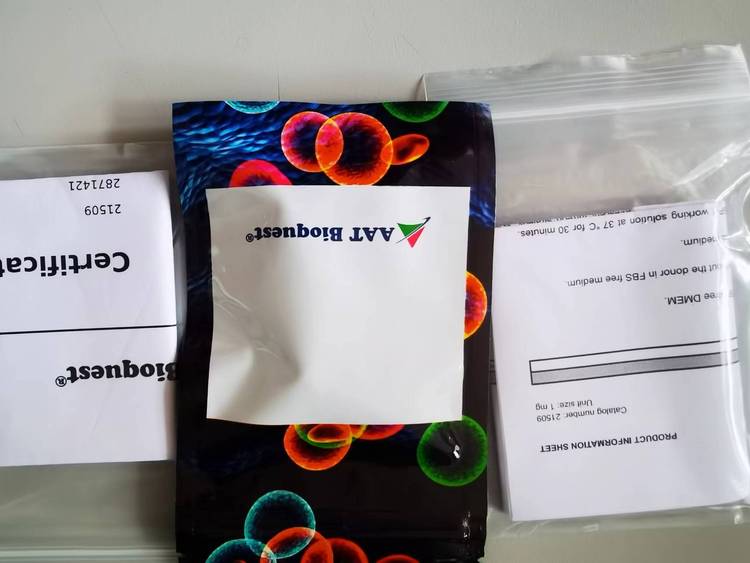 PRODUCT INFORMATION SHEET
Catalog number: 21509
Unit size: 1 mg
free DMEM.
out the donor in FBS free medium.
medium.
working solution at 37 °C for 30 minutes.
AAT Bioquest®
Bioquest®
Certificat
21509
2871421